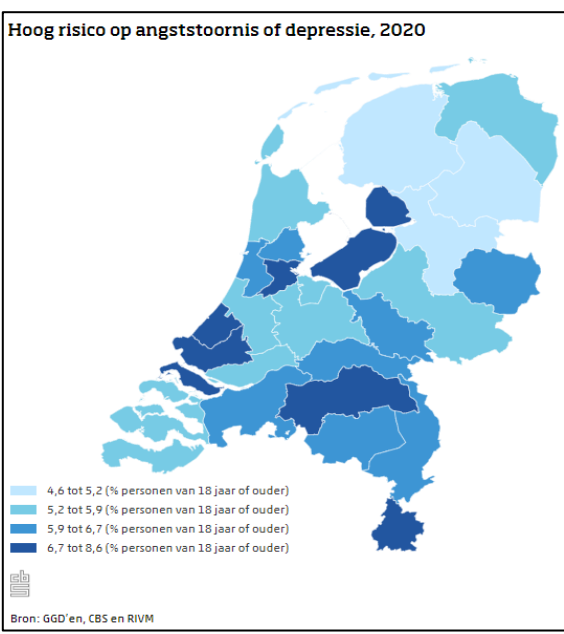 Hoog risico op angststoornis of depressie, 2020
4,6 tot 5,2 (% personen van 18 jaar of ouder)
5,2 tot 5,9 (% personen van 18 jaar of ouder)
5,9 tot 6,7 (% personen van 18 jaar of ouder)
6,7 tot 8,6 (% personen van 18 jaar of ouder)
cbs
Bron: GGD'en, CBS en RIVM